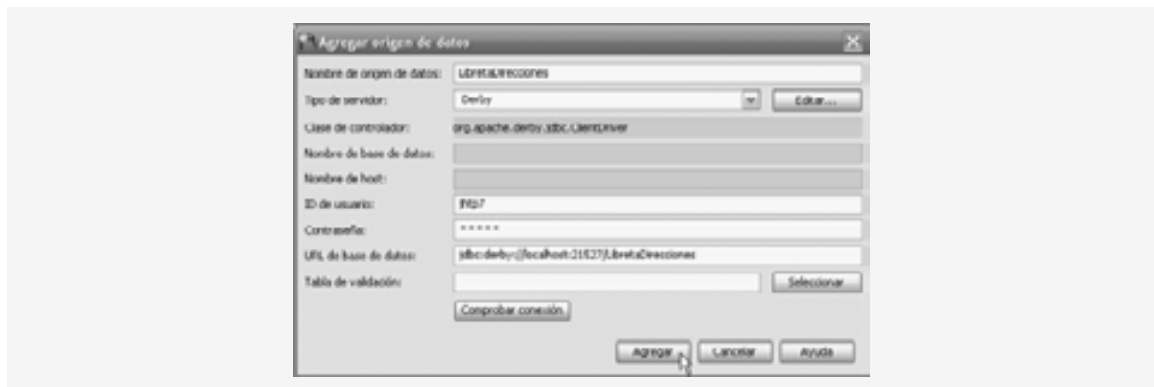 Agregar origen de datos
Nombre de origen de datos: LibretaDirecciones
Tipo de servidor: Derby Editar...
Clase de controlador: org.apache.derby.jdbc.ClientDriver
Nombre de base de datos:
Nombre de host:
ID de usuario: jhtp7
Contraseña: *****
URL de base de datos: jdbc:derby://localhost:21527/LibretaDirecciones
Tabla de validación: Seleccionar
Comprobar conexión
Agregar Cancelar Ayuda